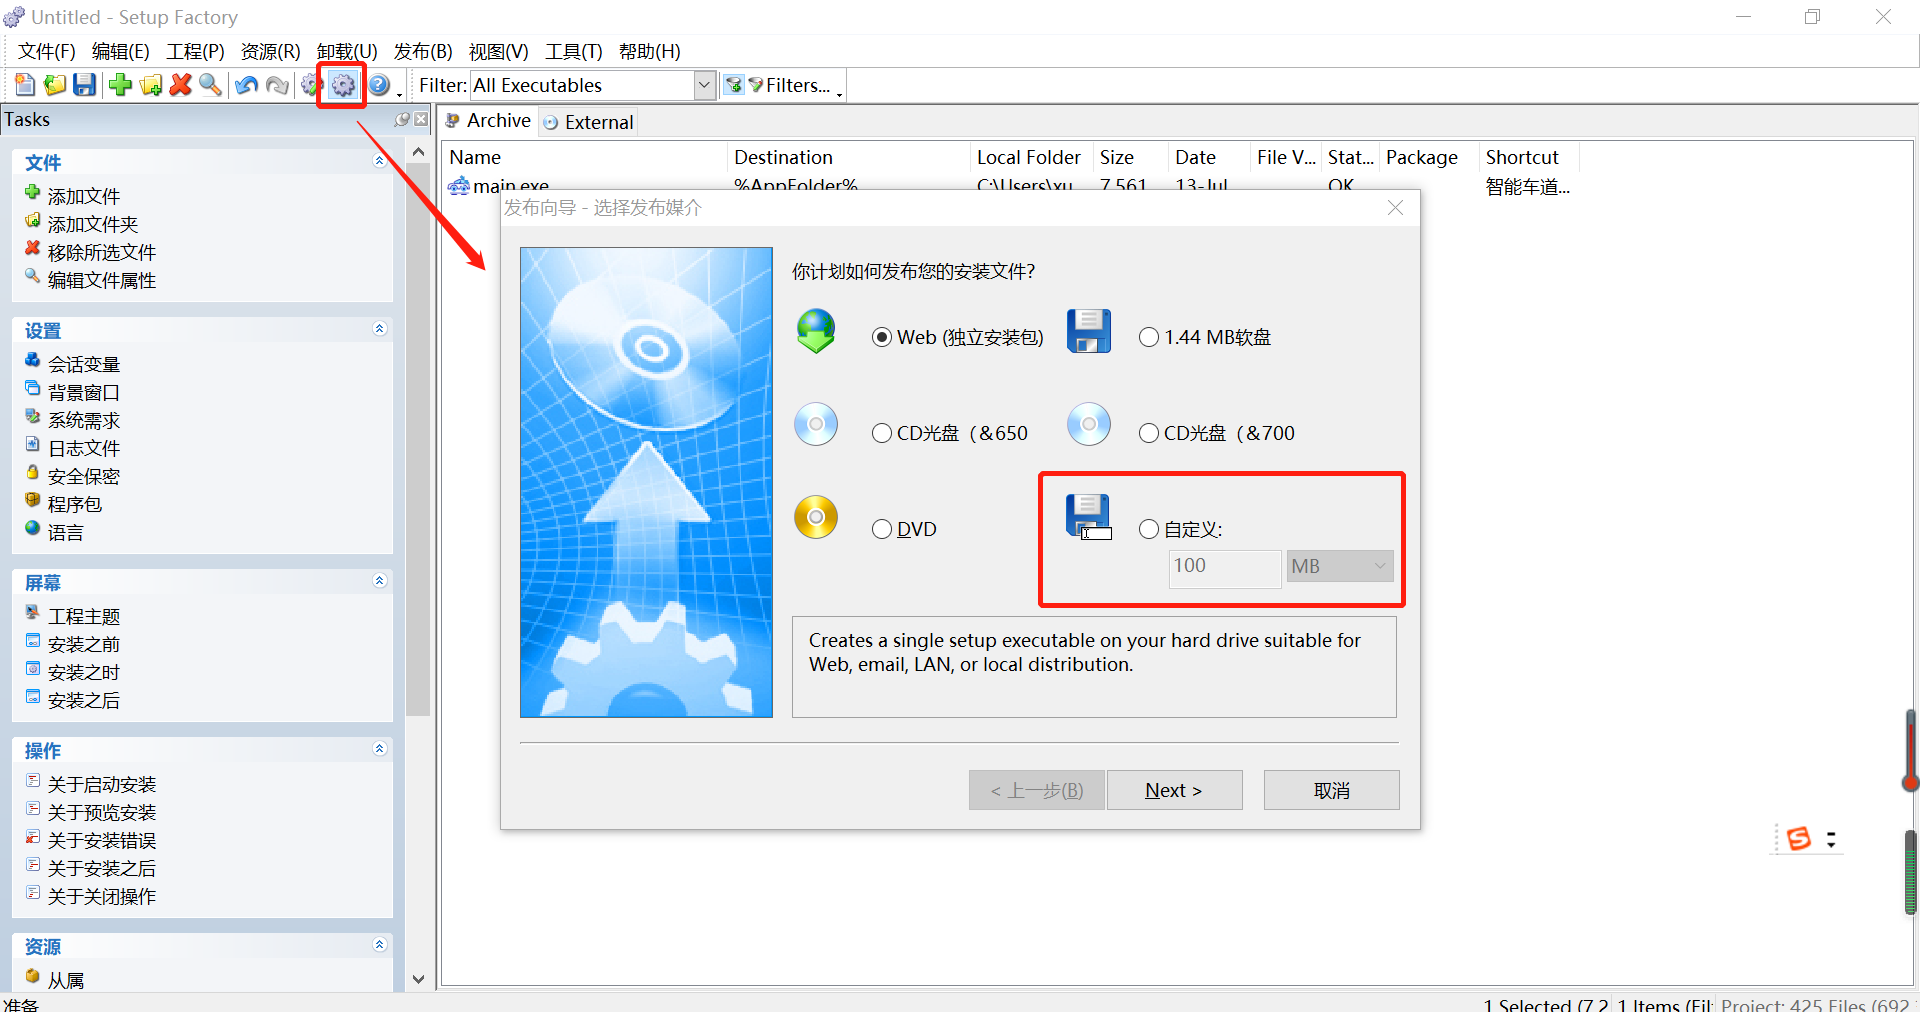 Untitled - Setup Factory
文件(F) 编辑(E) 工程(P) 资源(R) 卸载(U) 发布(B) 视图(V) 工具(T) 帮助(H)
Filter: All Executables Filters...
Tasks
Archive External
Name Destination Local Folder Size Date File V... Stat... Package Shortcut
main.exe %AppFolder% C:\Users\xu 7,561 13-Jul OK 智能车道...
文件
添加文件
添加文件夹
移除所选文件
编辑文件属性
设置
会话变量
背景窗口
系统需求
日志文件
安全保密
程序包
语言
屏幕
工程主题
安装之前
安装之时
安装之后
操作
关于启动安装
关于预览安装
关于安装错误
关于安装之后
关于关闭操作
资源
从属
发布向导 - 选择发布媒介
你计划如何发布您的安装文件?
Web (独立安装包) 1.44 MB软盘
CD光盘（&650 CD光盘（&700
DVD 自定义:
100 MB
Creates a single setup executable on your hard drive suitable for
Web, email, LAN, or local distribution.
< 上一步(B) Next > 取消
准备 1 Selected (7.2 1 Items (Fil Project: 425 Files (692